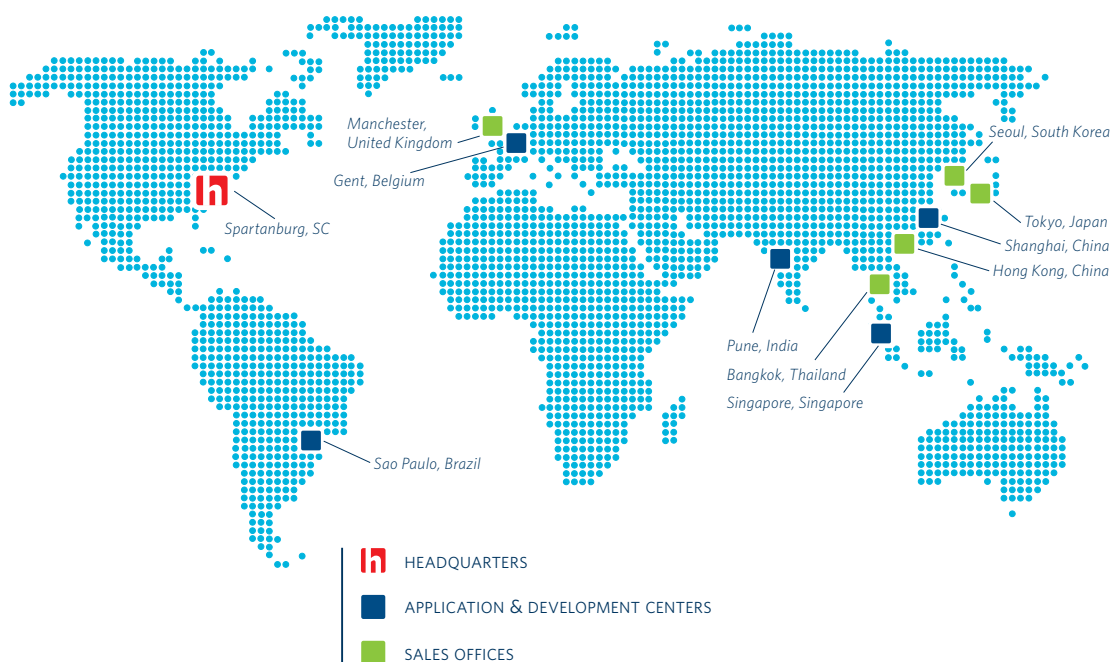 Manchester,
United Kingdom
Gent, Belgium
Seoul, South Korea
h
Spartanburg, SC
Tokyo, Japan
Shanghai, China
Hong Kong, China
Pune, India
Bangkok, Thailand
Singapore, Singapore
Sao Paulo, Brazil
h HEADQUARTERS
APPLICATION & DEVELOPMENT CENTERS
SALES OFFICES